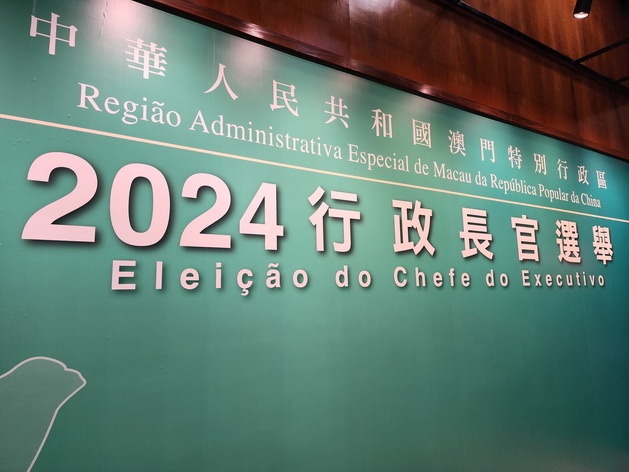 中華人民共和國澳門特別行政區
Região Administrativa Especial de Macau da República Popular da China
2024行政長官選舉
Eleição do Chefe do Executivo